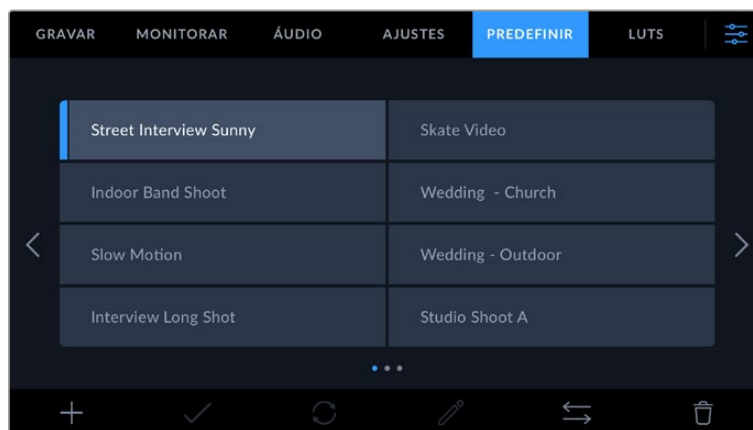 GRAVAR MONITORAR ÁUDIO AJUSTES PREDEFINIR LUTS
Street Interview Sunny Skate Video
Indoor Band Shoot Wedding - Church
Slow Motion Wedding - Outdoor
Interview Long Shot Studio Shoot A